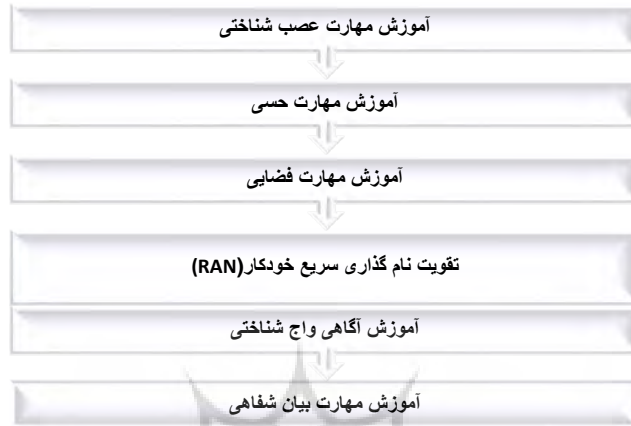 آموزش مهارت عصب شناختی
آموزش مهارت حسی
آموزش مهارت فضایی
تقویت نام گذاری سریع خودکار(RAN)
آموزش آگاهی واج شناختی
آموزش مهارت بیان شفاهی